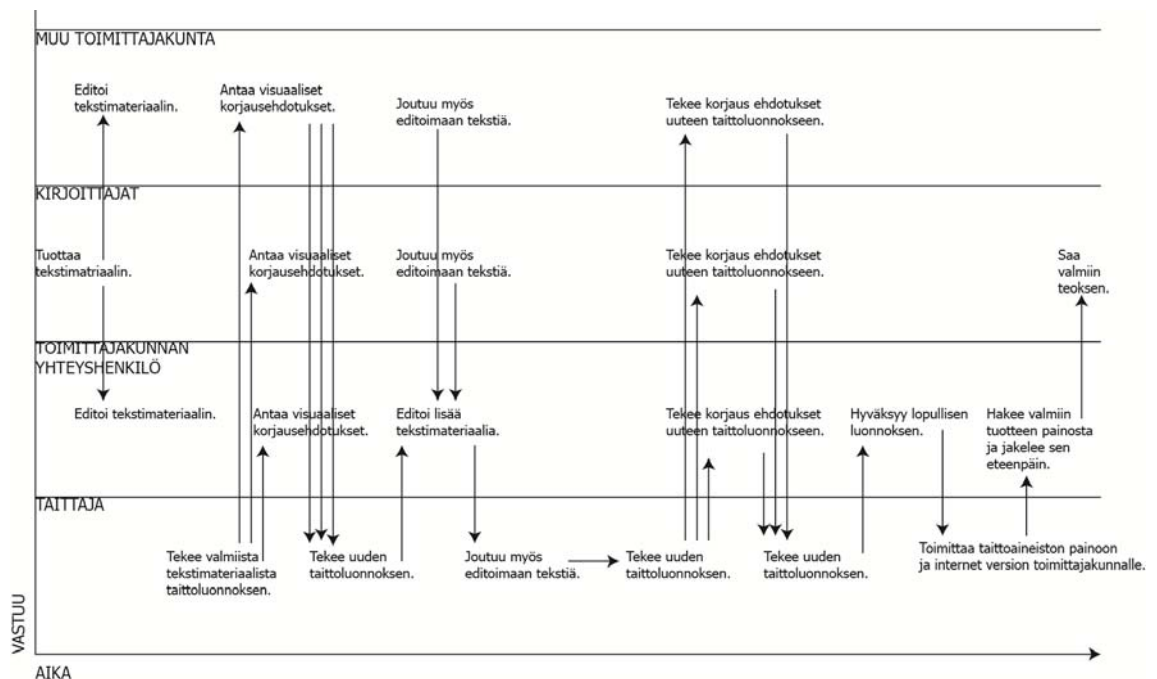 MUU TOIMITTAJAKUNTA
Editoi
tekstimateriaalin.
Antaa visuaaliset
korjausehdotukset.
Joutuu myös
editoimaan tekstiä.
Tekee korjaus ehdotukset
uuteen taittoluonnokseen.
KIRJOITTAJAT
Tuottaa
tekstimatriaalin.
Antaa visuaaliset
korjausehdotukset.
Joutuu myös
editoimaan tekstiä.
Tekee korjaus ehdotukset
uuteen taittoluonnokseen.
Saa
valmiin
teoksen.
TOIMITTAJAKUNNAN
YHTEYSHENKILÖ
Editoi tekstimateriaalin.
Antaa visuaaliset
korjausehdotukset.
Editoi lisää
tekstimateriaalia.
Tekee korjaus ehdotukset
uuteen taittoluonnokseen.
Hyväksyy lopullisen
luonnoksen.
Hakee valmiin
tuotteen painosta
ja jakelee sen
eteenpäin.
TAITTAJA
Tekee valmiista
tekstimateriaalista
taittoluonnoksen.
Tekee uuden
taittoluonnoksen.
Joutuu myös
editoimaan tekstiä.
Tekee uuden
taittoluonnoksen.
Tekee uuden
taittoluonnoksen.
Toimittaa taittoaineiston painoon
ja internet version toimittajakunnalle.
VASTUU
AIKA